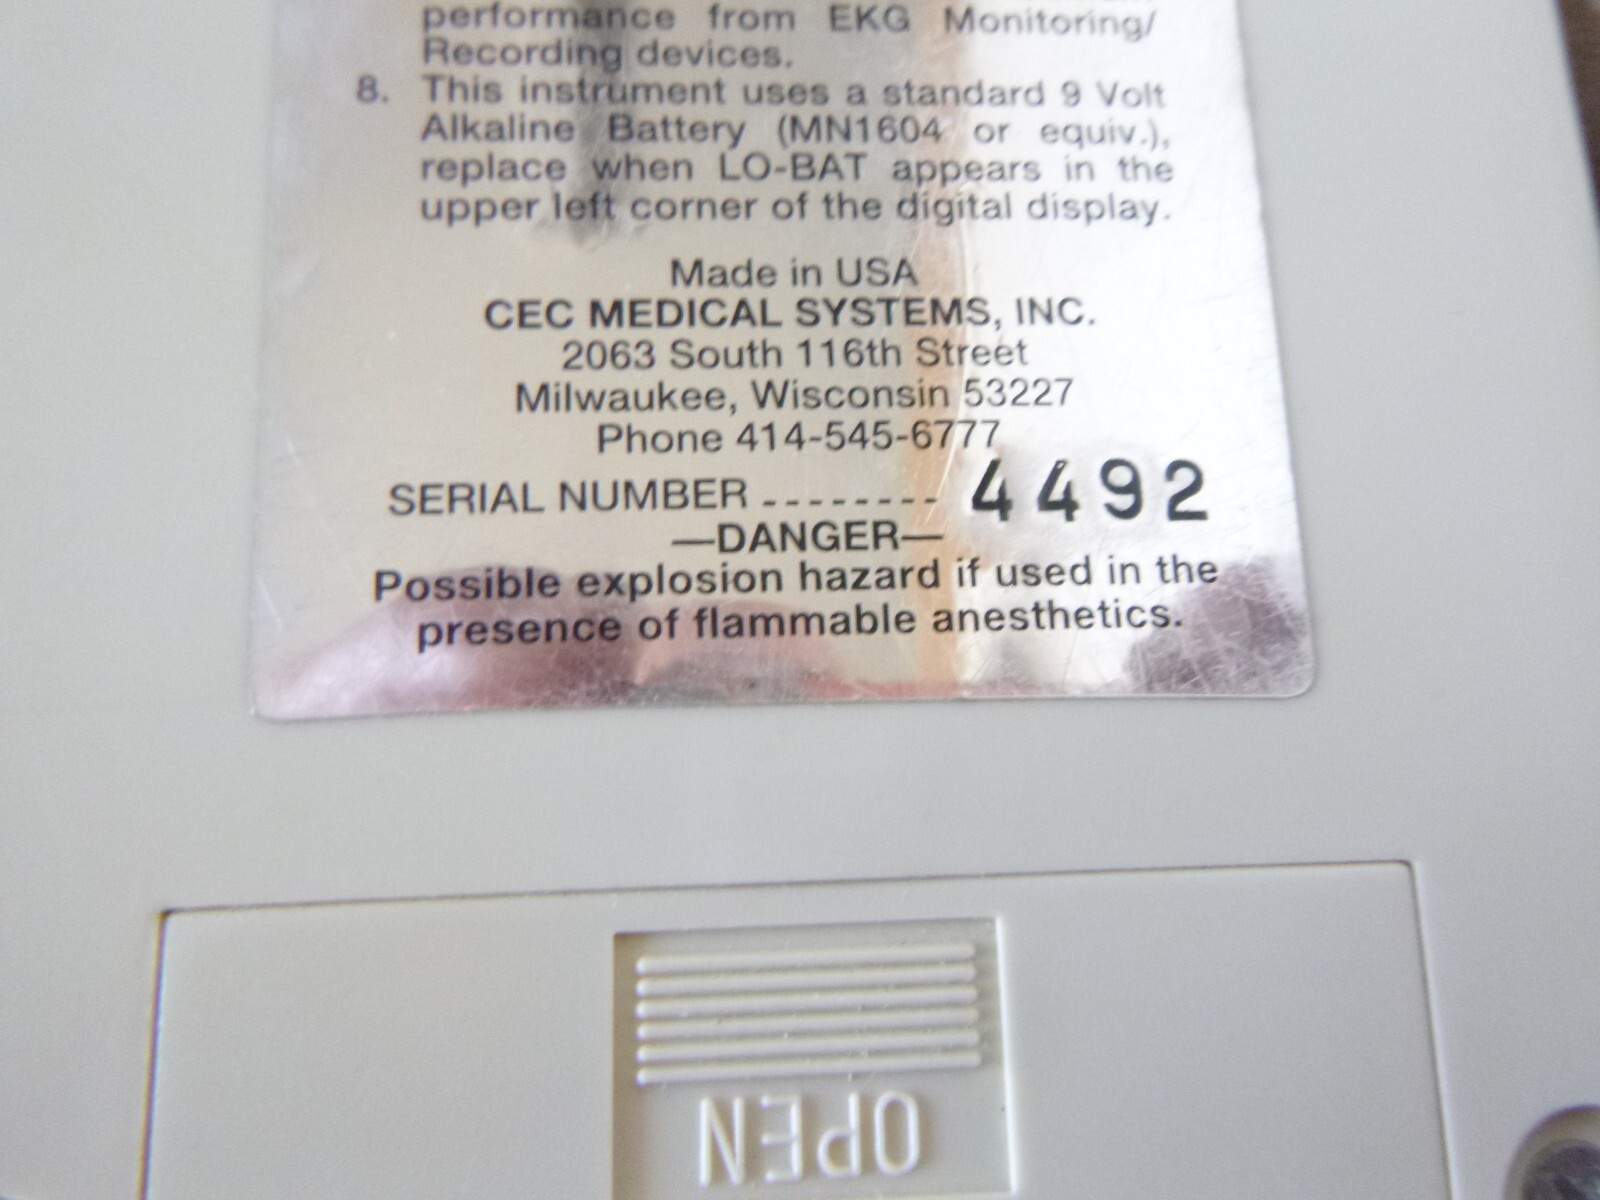 performance from EKG Monitoring/
Recording devices.
8. This instrument uses a standard 9 Volt
Alkaline Battery (MN1604 or equiv.),
replace when LO-BAT appears in the
upper left corner of the digital display.
Made in USA
CEC MEDICAL SYSTEMS, INC.
2063 South 116th Street
Milwaukee, Wisconsin 53227
Phone 414-545-6777
SERIAL NUMBER -------- 4492
—DANGER—
Possible explosion hazard if used in the
presence of flammable anesthetics.
OPEN